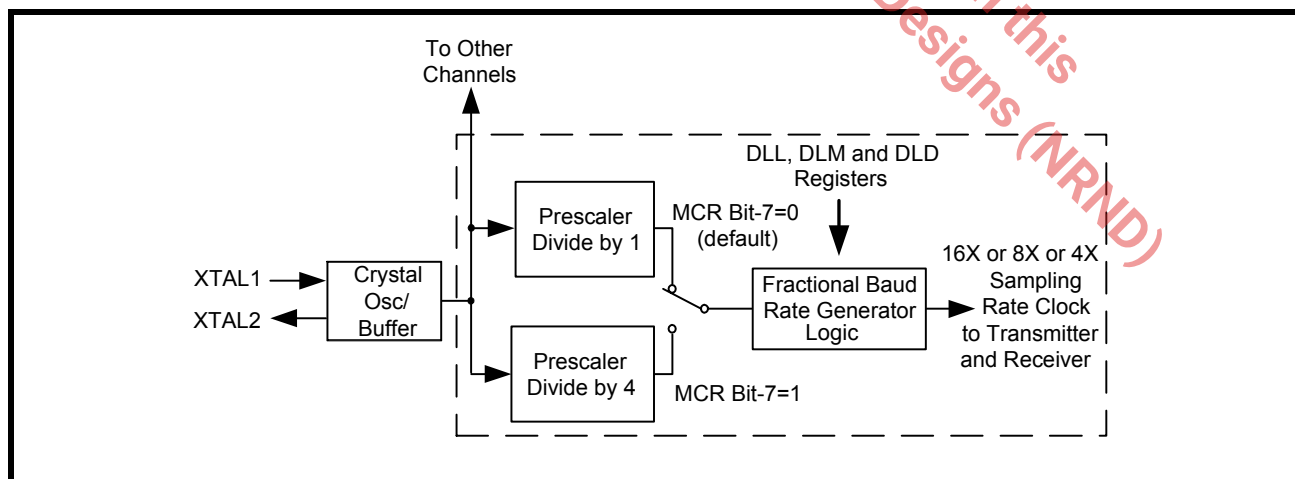 n this
Designs (NRND)
To Other
Channels
DLL, DLM and DLD
Registers
Prescaler
Divide by 1
MCR Bit-7=0
(default)
XTAL1
XTAL2
Crystal
Osc/
Buffer
Fractional Baud
Rate Generator
Logic
16X or 8X or 4X
Sampling
Rate Clock
to Transmitter
and Receiver
Prescaler
Divide by 4
MCR Bit-7=1